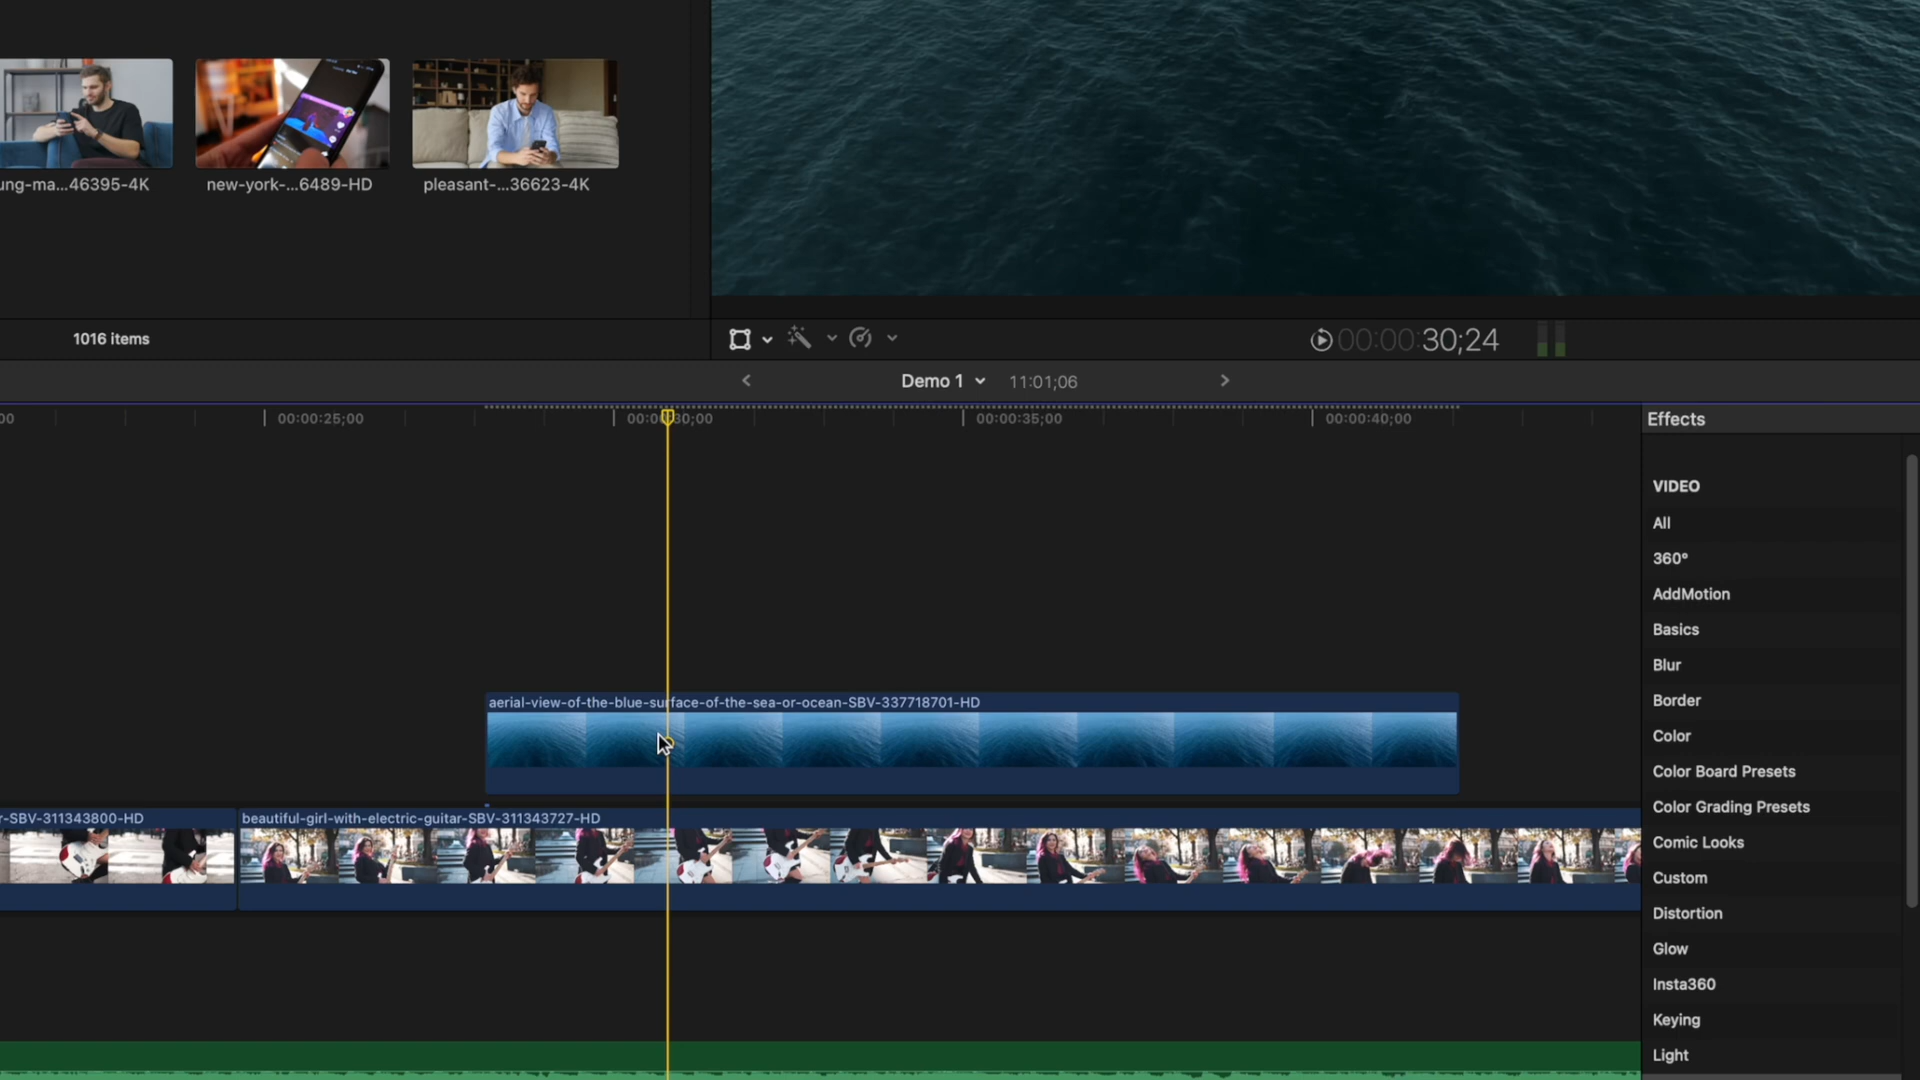 ung-ma...46395-4K
new-york-...6489-HD
pleasant-...36623-4K
1016 items
00:00:30;24
Demo 1
11:01;06
00
00:00:25;00
00:00:30;00
00:00:35;00
00:00:40;00
Effects
VIDEO
All
360°
AddMotion
Basics
Blur
Border
Color
Color Board Presets
Color Grading Presets
Comic Looks
Custom
Distortion
Glow
Insta360
Keying
Light
aerial-view-of-the-blue-surface-of-the-sea-or-ocean-SBV-337718701-HD
r-SBV-311343800-HD
beautiful-girl-with-electric-guitar-SBV-311343727-HD